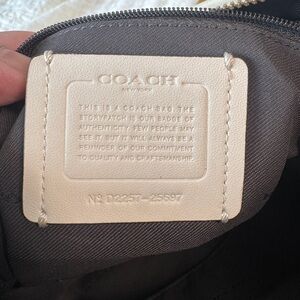 COACH
NEW YORK
THIS IS A COACH BAG. THE
STORYPATCH IS OUR BADGE OF
AUTHENTICITY. FEW PEOPLE MAY
SEE IT BUT IT WILL ALWAYS BE A
REMINDER OF OUR COMMITMENT
TO QUALITY AND CRAFTSMANSHIP.
Nº D2257-25697